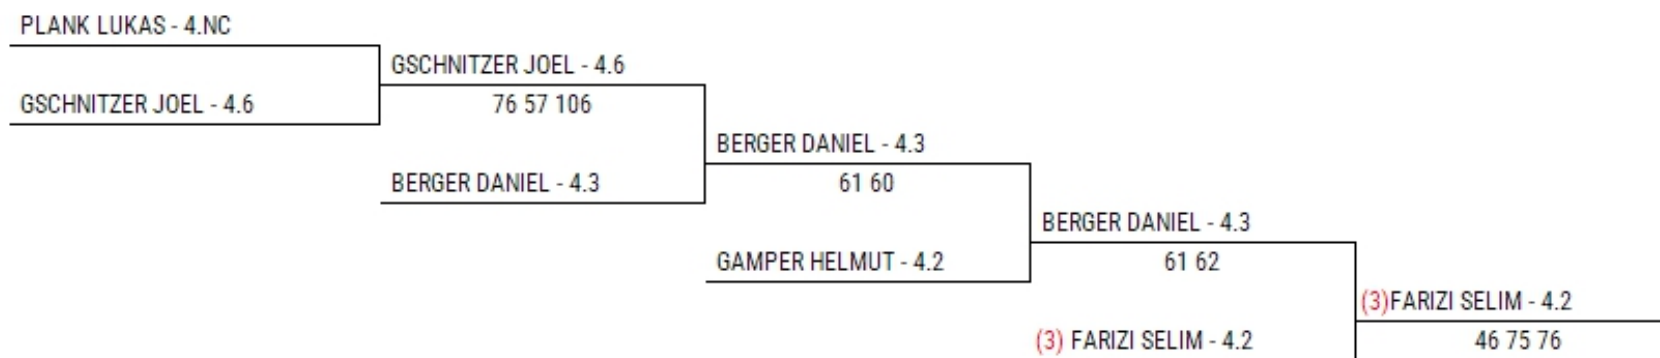 PLANK LUKAS - 4.NC
GSCHNITZER JOEL - 4.6
GSCHNITZER JOEL - 4.6
76 57 106
BERGER DANIEL - 4.3
BERGER DANIEL - 4.3
61 60
GAMPER HELMUT - 4.2
BERGER DANIEL - 4.3
61 62
(3) FARIZI SELIM - 4.2
(3)FARIZI SELIM - 4.2
46 75 76